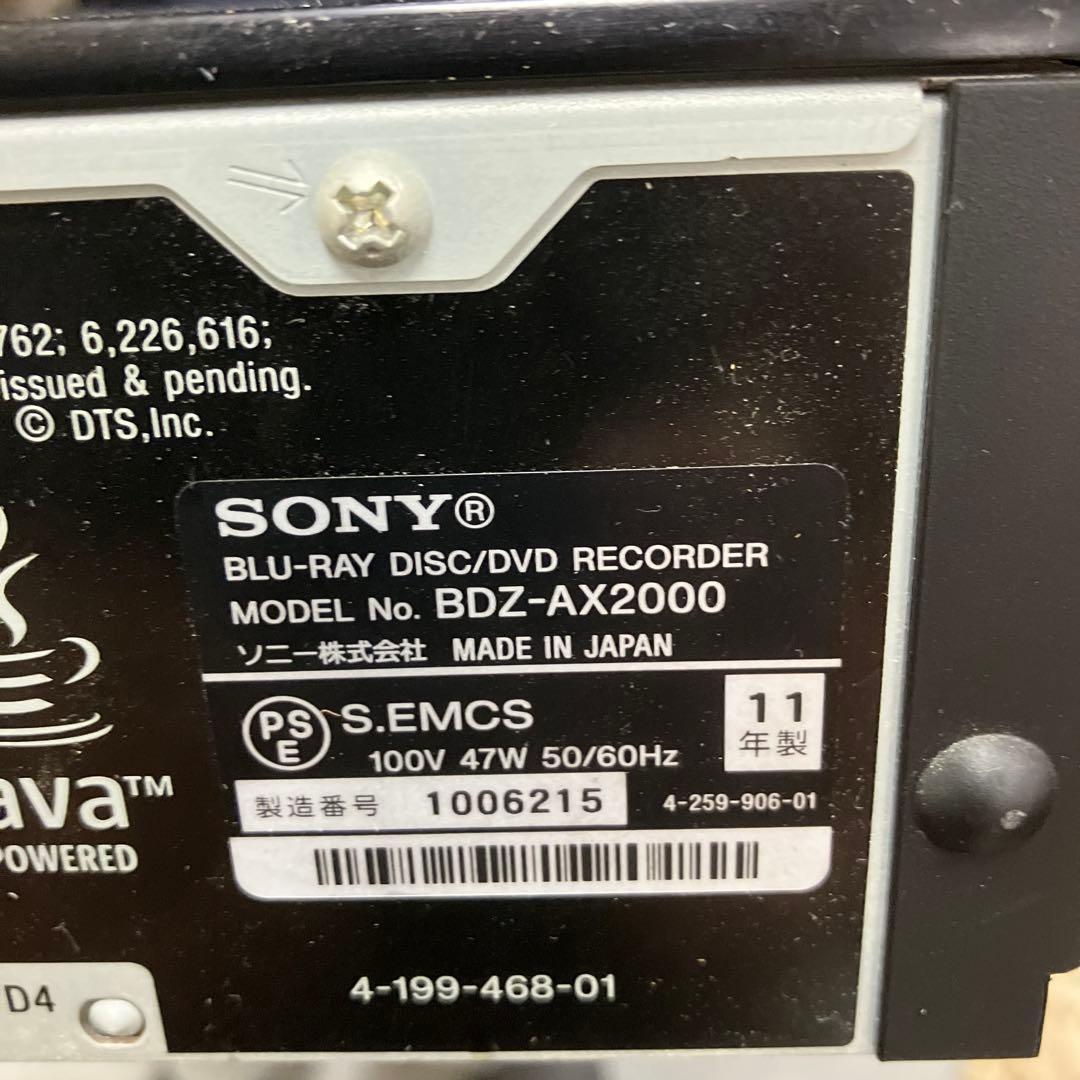 762; 6,226,616;
issued & pending.
© DTS,Inc.
SONY®
BLU-RAY DISC/DVD RECORDER
MODEL No. BDZ-AX2000
ソニー株式会社 MADE IN JAPAN
PSE S.EMCS
11
年製
100V 47W 50/60Hz
製造番号 1006215 4-259-906-01
ava™
POWERED
4-199-468-01
D4